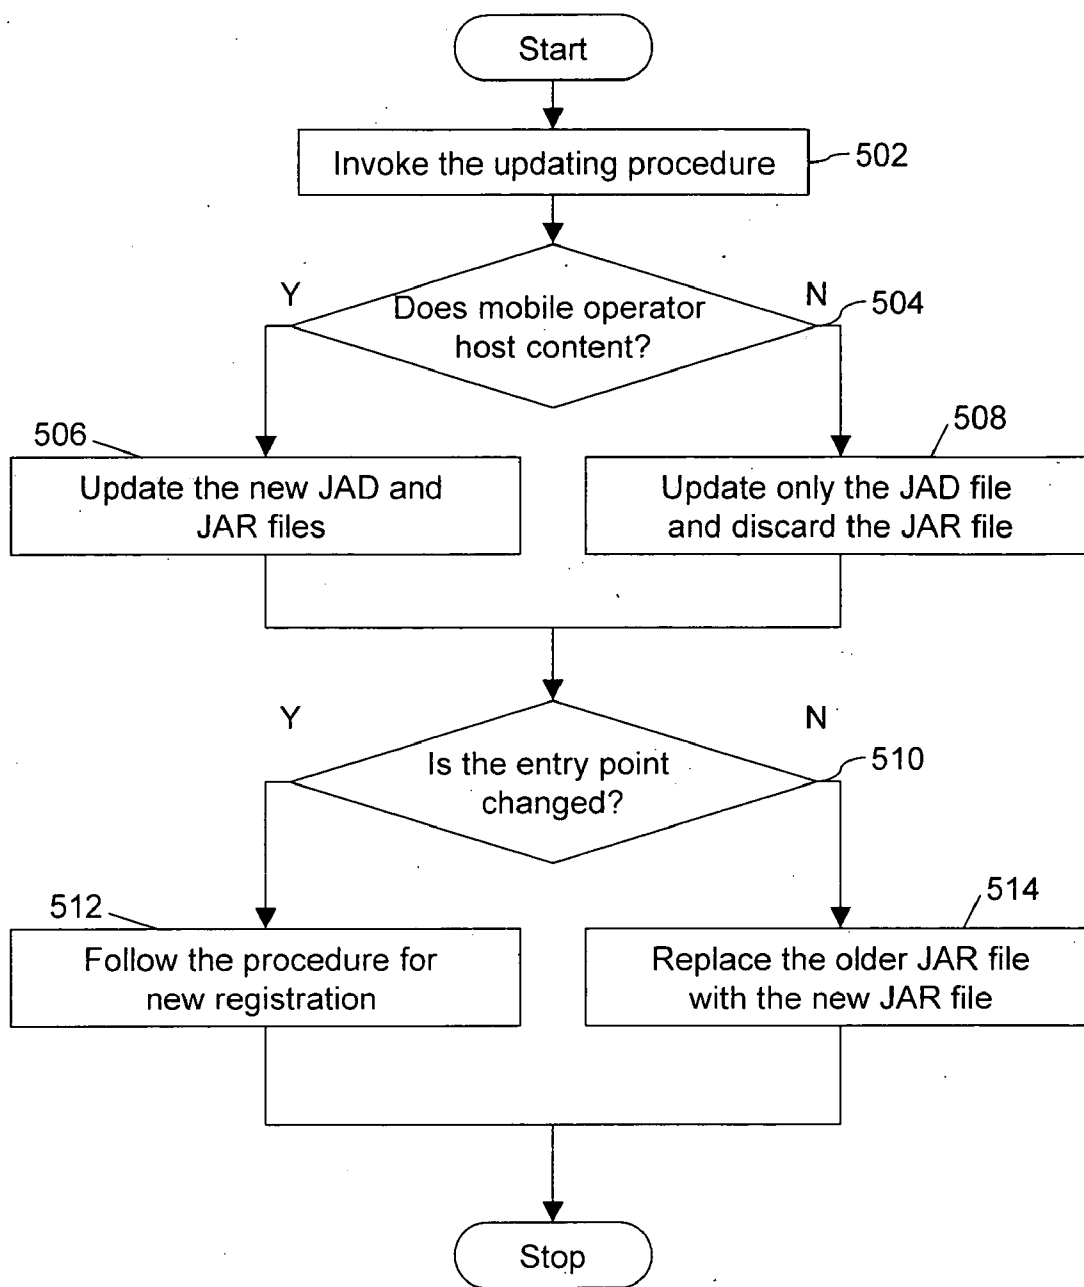 Start
Invoke the updating procedure
502
Y
N
Does mobile operator
host content?
504
506
508
Update the new JAD and
JAR files
Update only the JAD file
and discard the JAR file
Y
N
Is the entry point
changed?
510
512
514
Follow the procedure for
new registration
Replace the older JAR file
with the new JAR file
Stop